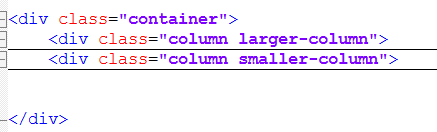 <div class="container">
<div class="column larger-column">
<div class="column smaller-column">
</div>